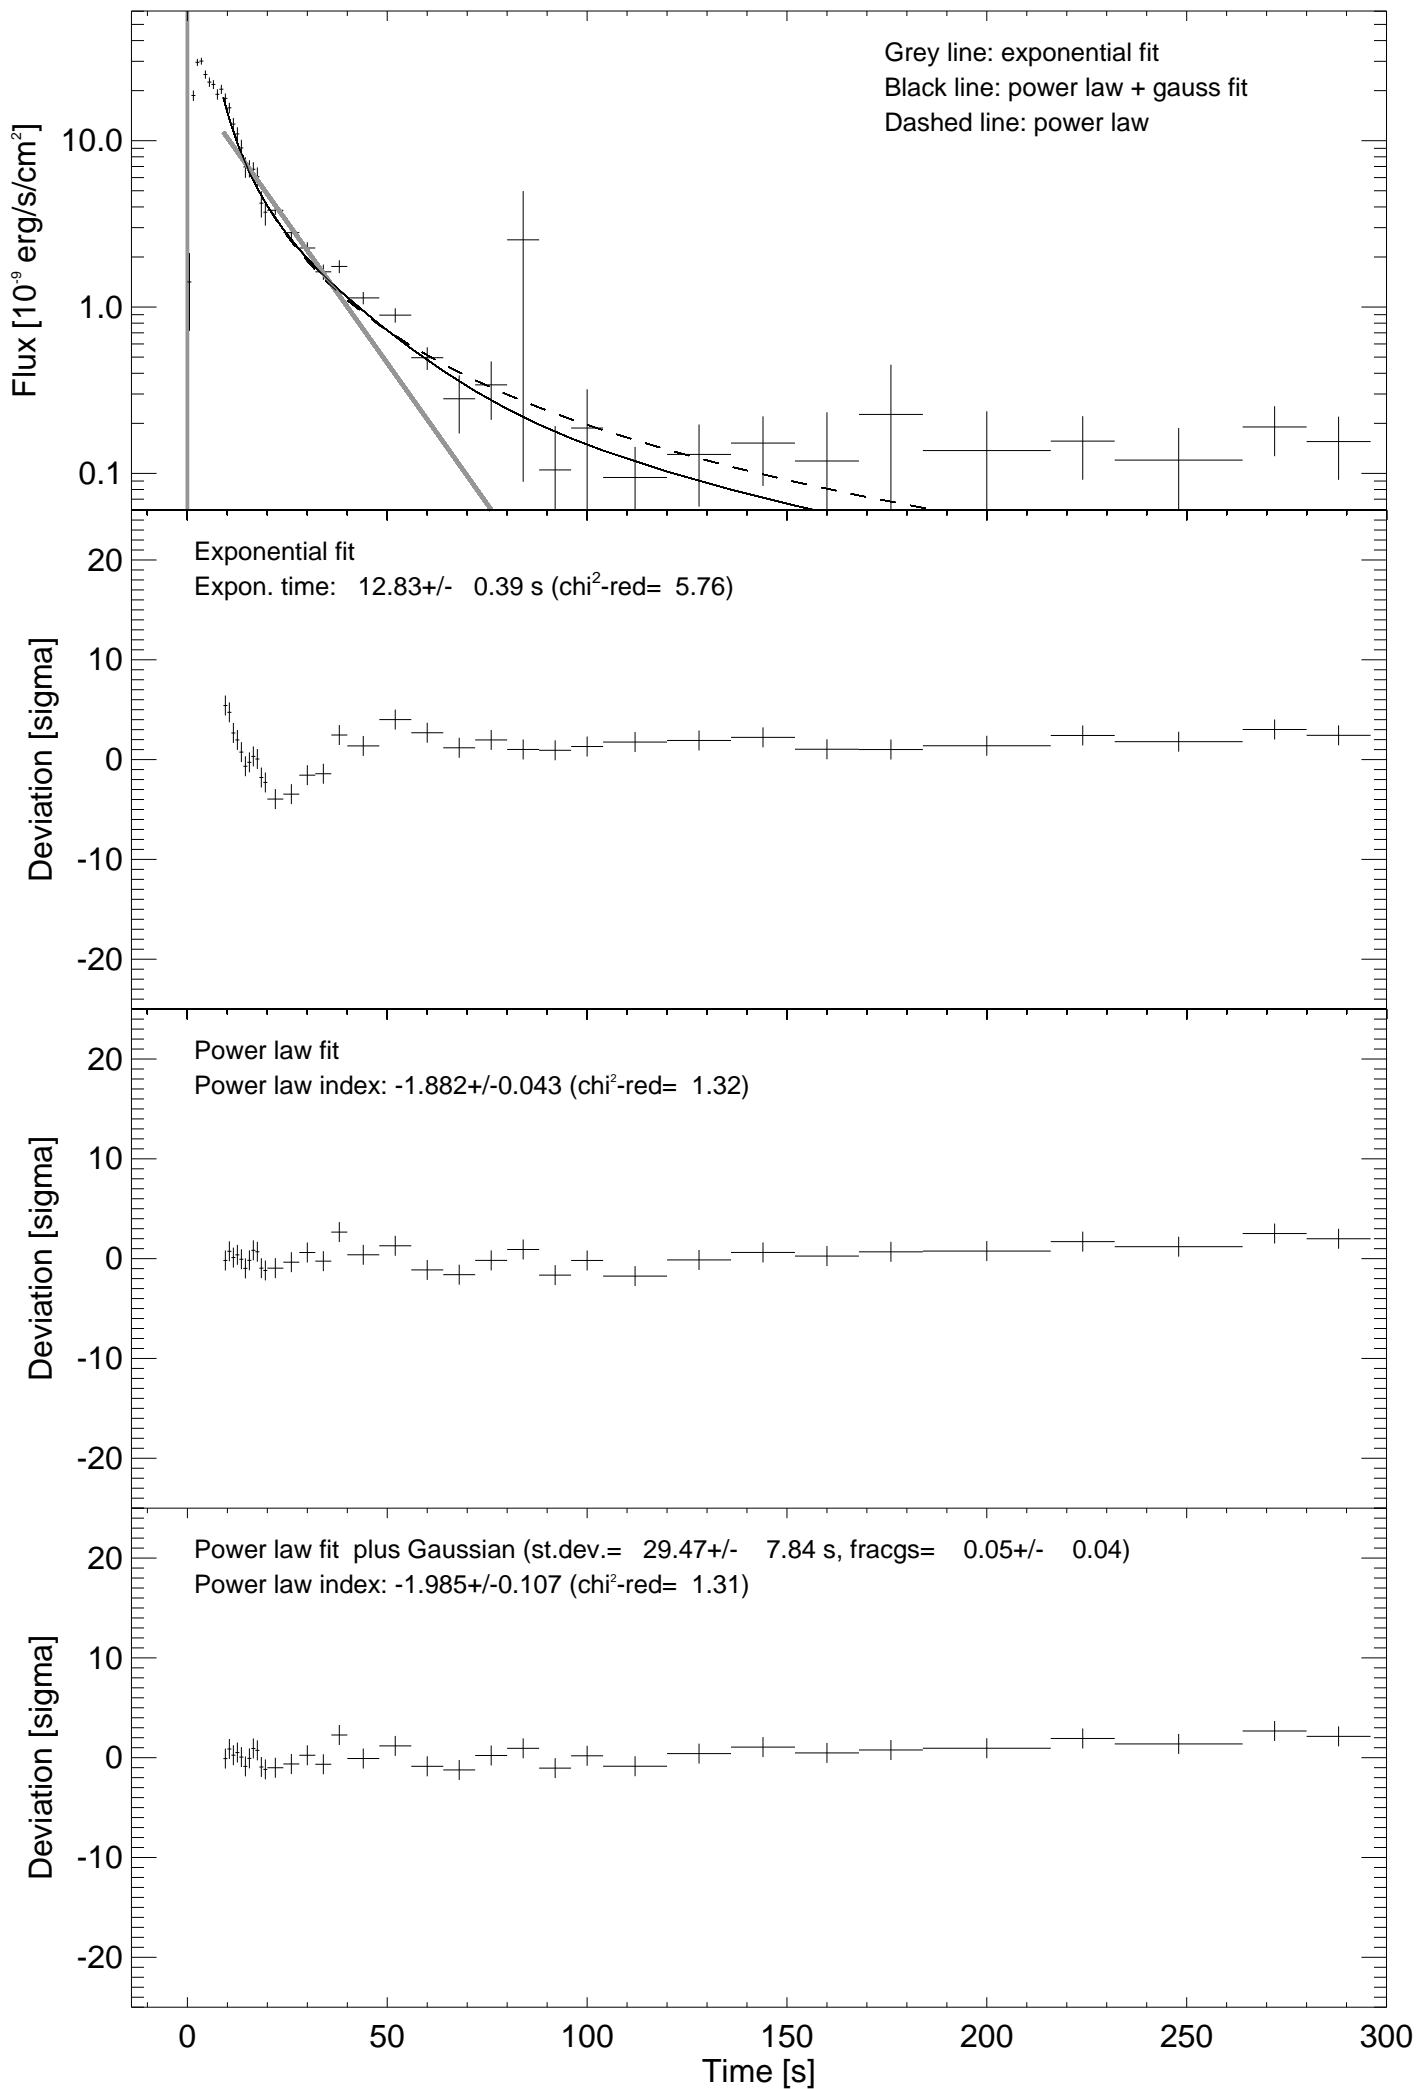 Grey line: exponential fit
Black line: power law + gauss fit
Dashed line: power law
Flux [10⁻⁹ erg/s/cm²]
10.0
1.0
0.1
Exponential fit
Expon. time: 12.83+/- 0.39 s (chi²-red= 5.76)
Deviation [sigma]
20
10
0
-10
-20
Power law fit
Power law index: -1.882+/-0.043 (chi²-red= 1.32)
Deviation [sigma]
20
10
0
-10
-20
Power law fit plus Gaussian (st.dev.= 29.47+/- 7.84 s, fracgs= 0.05+/- 0.04)
Power law index: -1.985+/-0.107 (chi²-red= 1.31)
Deviation [sigma]
20
10
0
-10
-20
0 50 100 150 200 250 300
Time [s]